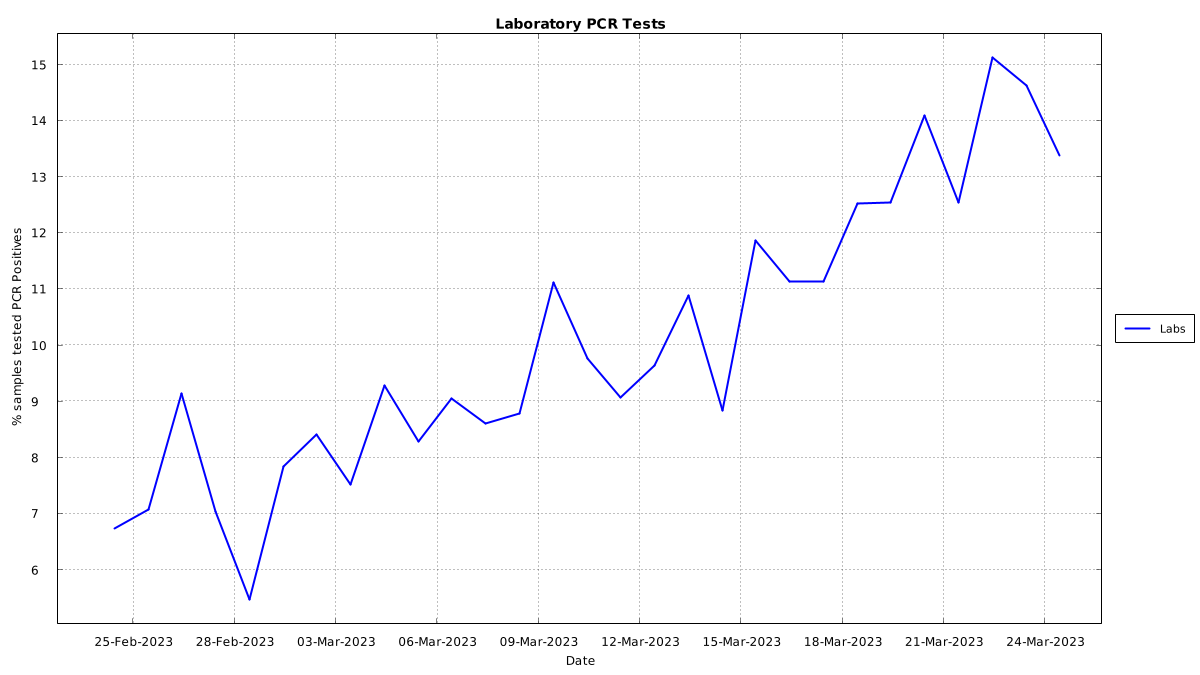 Laboratory PCR Tests
15
14
13
12
11
10
9
8
7
6
% samples tested PCR Positives
Labs
25-Feb-2023 28-Feb-2023 03-Mar-2023 06-Mar-2023 09-Mar-2023 12-Mar-2023 15-Mar-2023 18-Mar-2023 21-Mar-2023 24-Mar-2023
Date